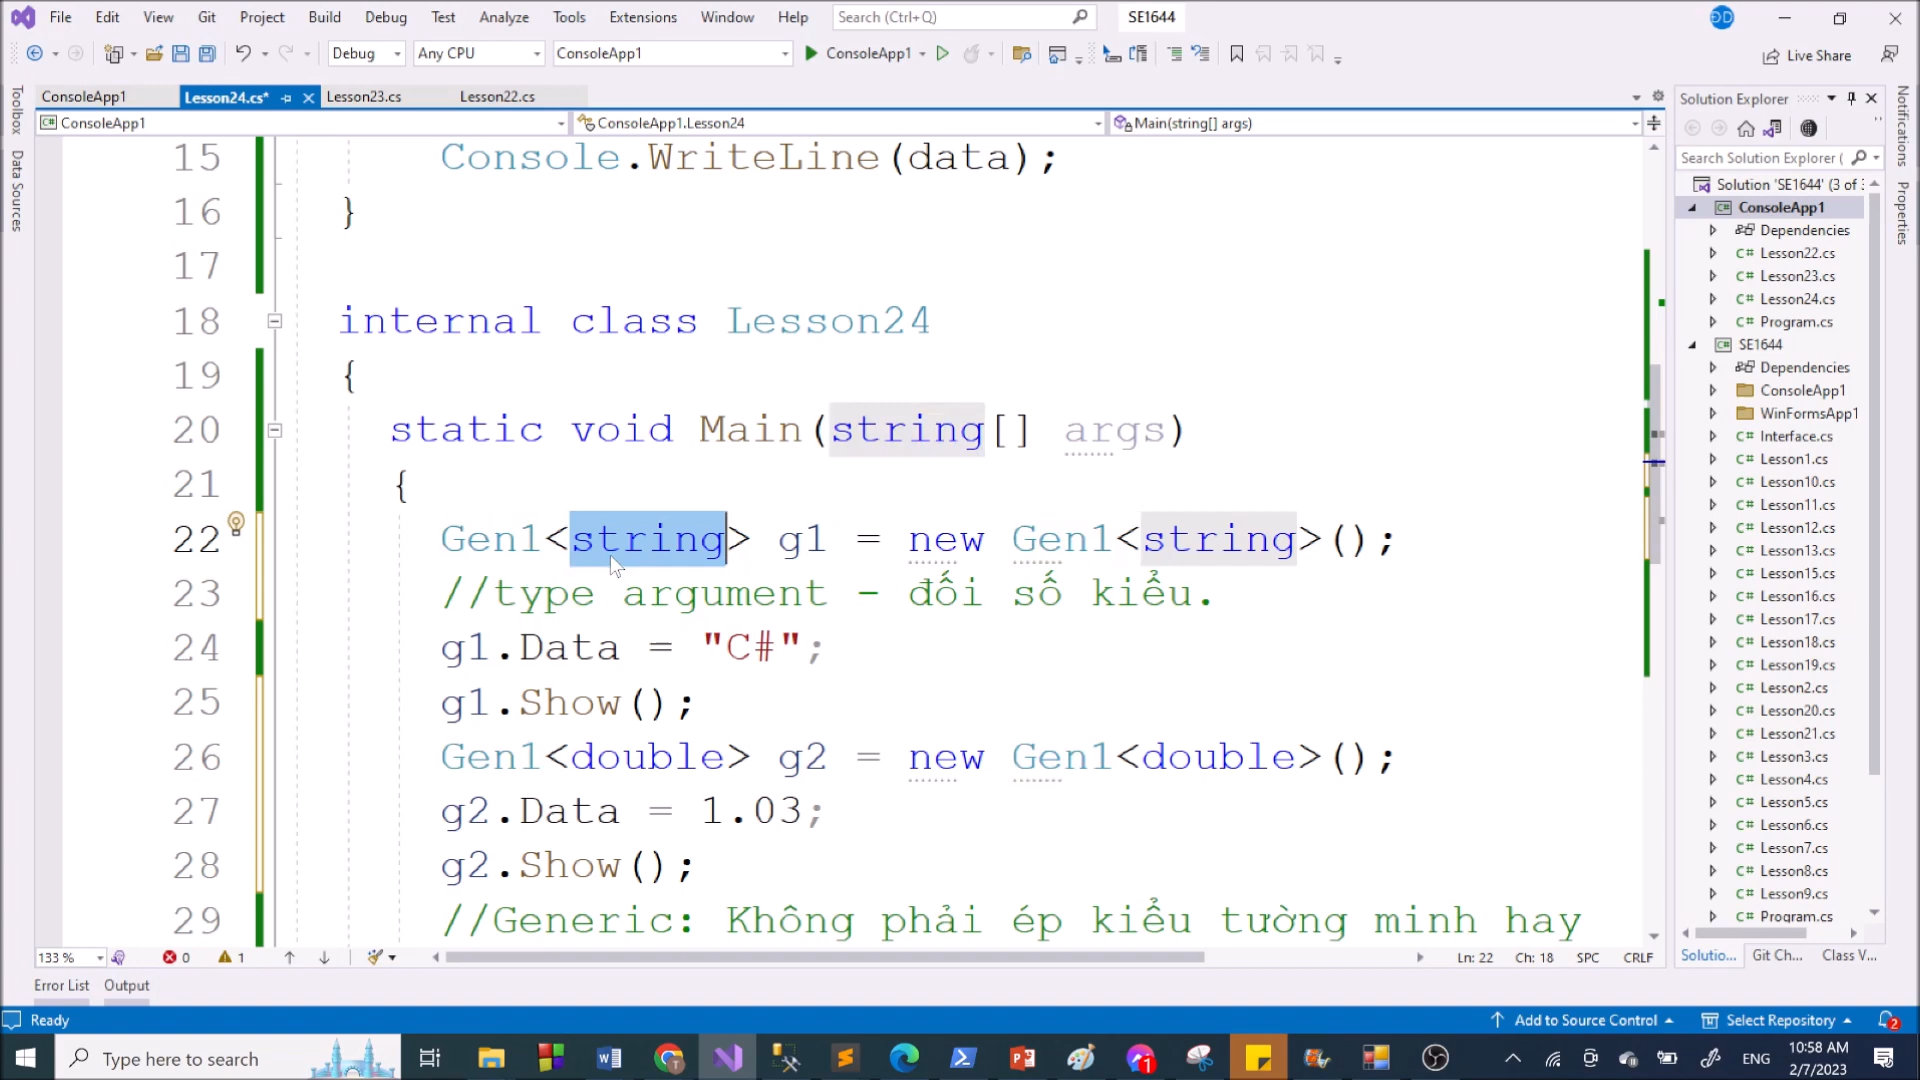 File Edit View Git Project Build Debug Test Analyze Tools Extensions Window Help Search (Ctrl+Q) SE1644
Debug Any CPU ConsoleApp1 ConsoleApp1 Live Share
ConsoleApp1 Lesson24.cs* Lesson23.cs Lesson22.cs
ConsoleApp1 ConsoleApp1.Lesson24 Main(string[] args)
Toolbox
Data Sources
15 Console.WriteLine(data);
16 }
17
18 internal class Lesson24
19 {
20 static void Main(string[] args)
21 {
22 Gen1<string> g1 = new Gen1<string>();
23 //type argument - đối số kiểu.
24 g1.Data = "C#";
25 g1.Show();
26 Gen1<double> g2 = new Gen1<double>();
27 g2.Data = 1.03;
28 g2.Show();
29 //Generic: Không phải ép kiểu tường minh hay
133 % 0 1 Ln: 22 Ch: 18 SPC CRLF
Error List Output
Solution Explorer
Search Solution Explorer (
Solution 'SE1644' (3 of :
C# ConsoleApp1
Dependencies
C# Lesson22.cs
C# Lesson23.cs
C# Lesson24.cs
C# Program.cs
C# SE1644
Dependencies
ConsoleApp1
WinFormsApp1
C# Interface.cs
C# Lesson1.cs
C# Lesson10.cs
C# Lesson11.cs
C# Lesson12.cs
C# Lesson13.cs
C# Lesson15.cs
C# Lesson16.cs
C# Lesson17.cs
C# Lesson18.cs
C# Lesson19.cs
C# Lesson2.cs
C# Lesson20.cs
C# Lesson21.cs
C# Lesson3.cs
C# Lesson4.cs
C# Lesson5.cs
C# Lesson6.cs
C# Lesson7.cs
C# Lesson8.cs
C# Lesson9.cs
C# Program.cs
Solutio... Git Ch... Class V...
Notifications
Properties
Ready Add to Source Control Select Repository 2
Type here to search 1 ENG 10:58 AM
2/7/2023